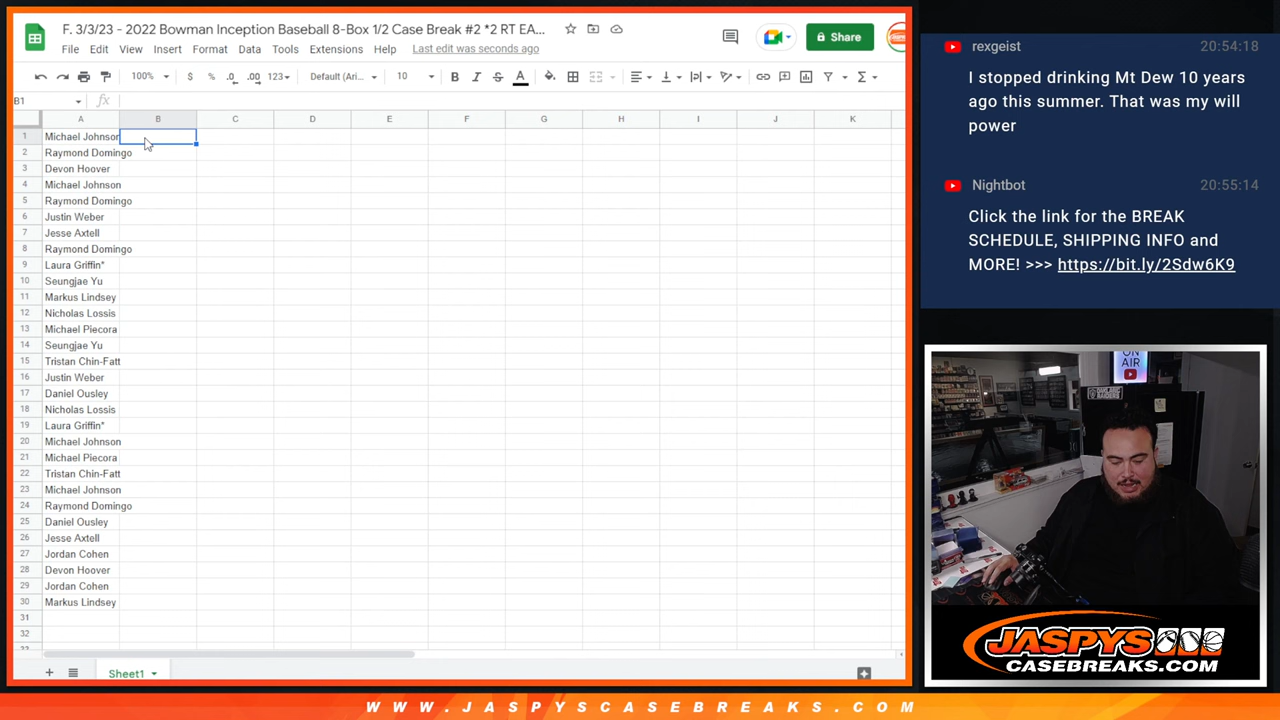 F. 3/3/23 - 2022 Bowman Inception Baseball 8-Box 1/2 Case Break #2 *2 RT EA...
File Edit View Insert Format Data Tools Extensions Help Last edit was seconds ago
Share
100% $ % .0 .00 123 Default (Ari... 10 B I S A
B1 fx
A B C D E F G H I J K
1 Michael Johnson
2 Raymond Domingo
3 Devon Hoover
4 Michael Johnson
5 Raymond Domingo
6 Justin Weber
7 Jesse Axtell
8 Raymond Domingo
9 Laura Griffin*
10 Seungjae Yu
11 Markus Lindsey
12 Nicholas Lossis
13 Michael Piecora
14 Seungjae Yu
15 Tristan Chin-Fatt
16 Justin Weber
17 Daniel Ousley
18 Nicholas Lossis
19 Laura Griffin*
20 Michael Johnson
21 Michael Piecora
22 Tristan Chin-Fatt
23 Michael Johnson
24 Raymond Domingo
25 Daniel Ousley
26 Jesse Axtell
27 Jordan Cohen
28 Devon Hoover
29 Jordan Cohen
30 Markus Lindsey
31
32
Sheet1
rexgeist 20:54:18
I stopped drinking Mt Dew 10 years
ago this summer. That was my will
power
Nightbot 20:55:14
Click the link for the BREAK
SCHEDULE, SHIPPING INFO and
MORE! >>> https://bit.ly/2Sdw6K9
ON
AIR
JASPYS
CASEBREAKS.COM
WWW.JASPYSCASEBREAKS.COM